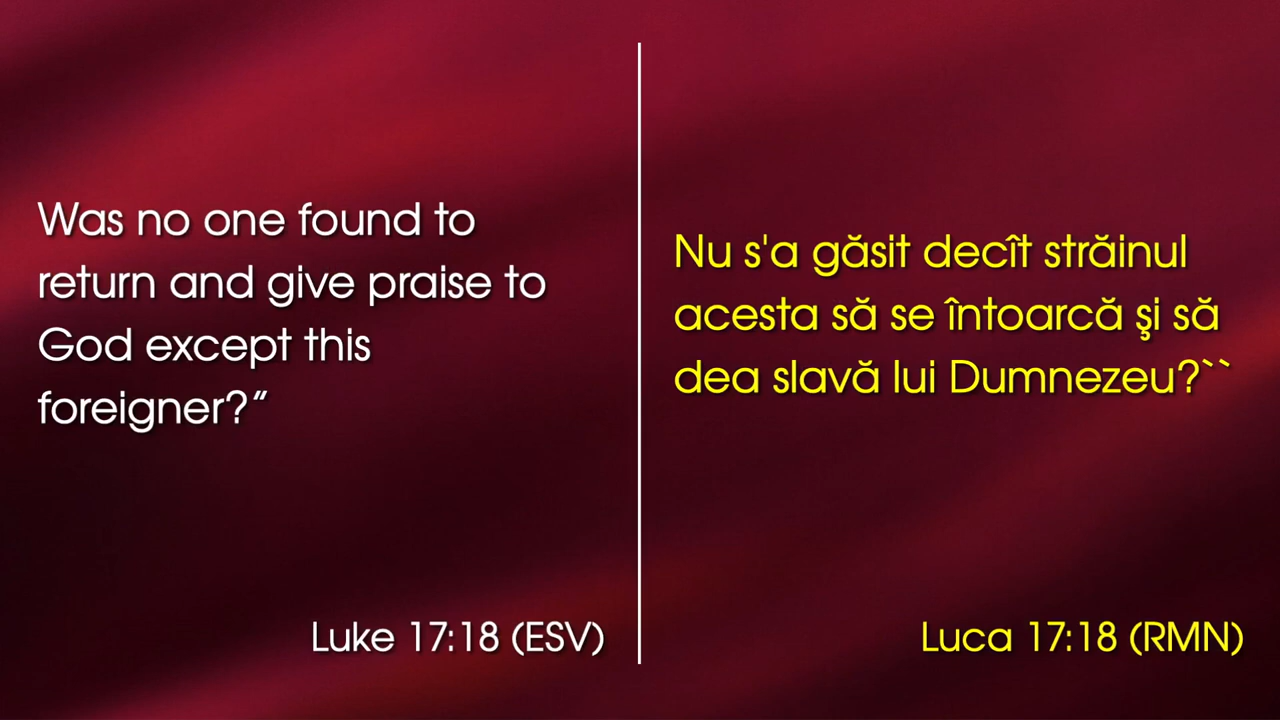 Was no one found to
return and give praise to
God except this
foreigner?”
Luke 17:18 (ESV)
Nu s'a găsit decît străinul
acesta să se întoarcă şi să
dea slavă lui Dumnezeu?``
Luca 17:18 (RMN)